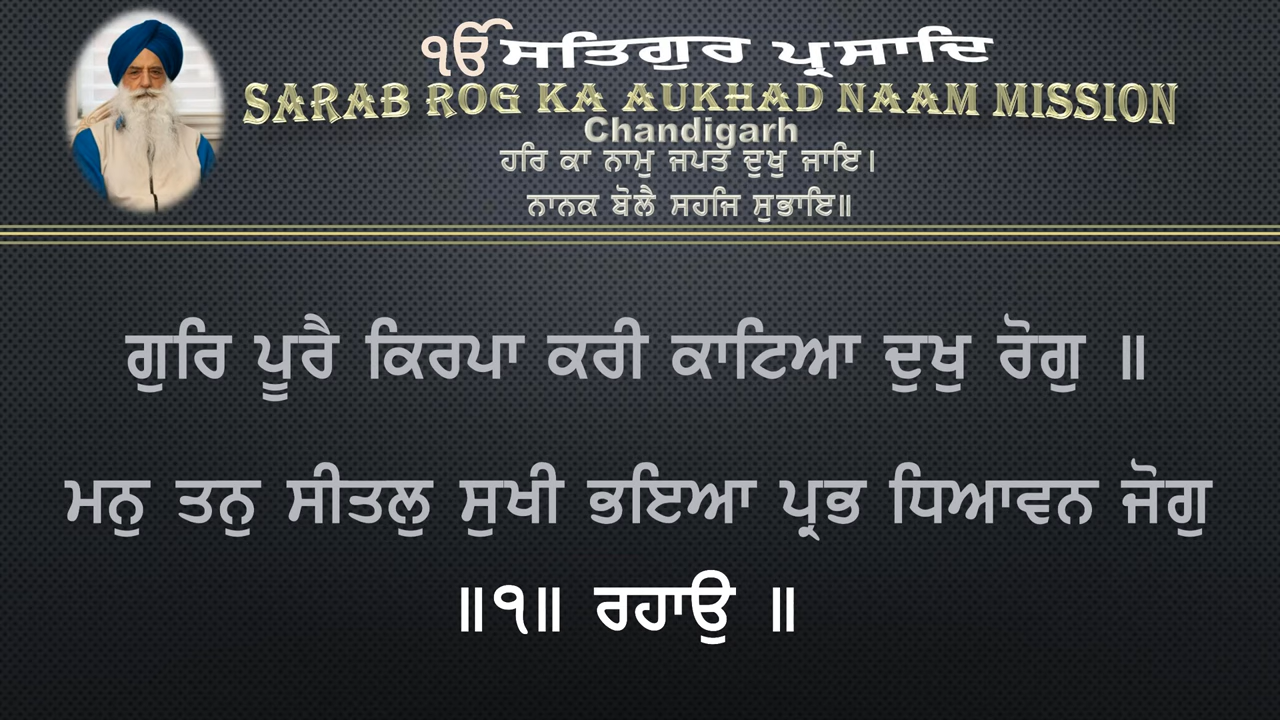 ੴ ਸਤਿਗੁਰ ਪ੍ਰਸਾਦਿ
SARAB ROG KA AUKHAD NAAM MISSION
Chandigarh
ਹਰਿ ਕਾ ਨਾਮੁ ਜਪਤ ਦੁਖੁ ਜਾਇ।
ਨਾਨਕ ਬੋਲੈ ਸਹਜਿ ਸੁਭਾਇ॥
ਗੁਰਿ ਪੂਰੈ ਕਿਰਪਾ ਕਰੀ ਕਾਟਿਆ ਦੁਖੁ ਰੋਗੁ ॥
ਮਨੁ ਤਨੁ ਸੀਤਲੁ ਸੁਖੀ ਭਇਆ ਪ੍ਰਭ ਧਿਆਵਨ ਜੋਗੁ
॥੧॥ ਰਹਾਉ ॥